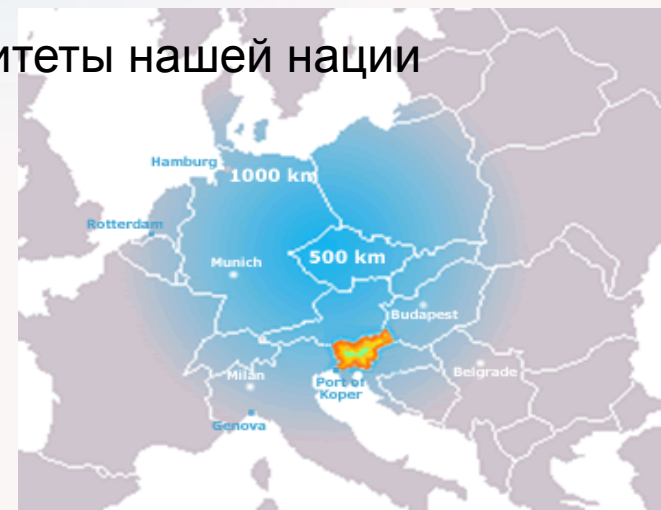 итеты нашей нации
Hamburg
1000 km
Rotterdam
Munich
500 km
Budapest
Milan
Port of
Koper
Belgrade
Genova